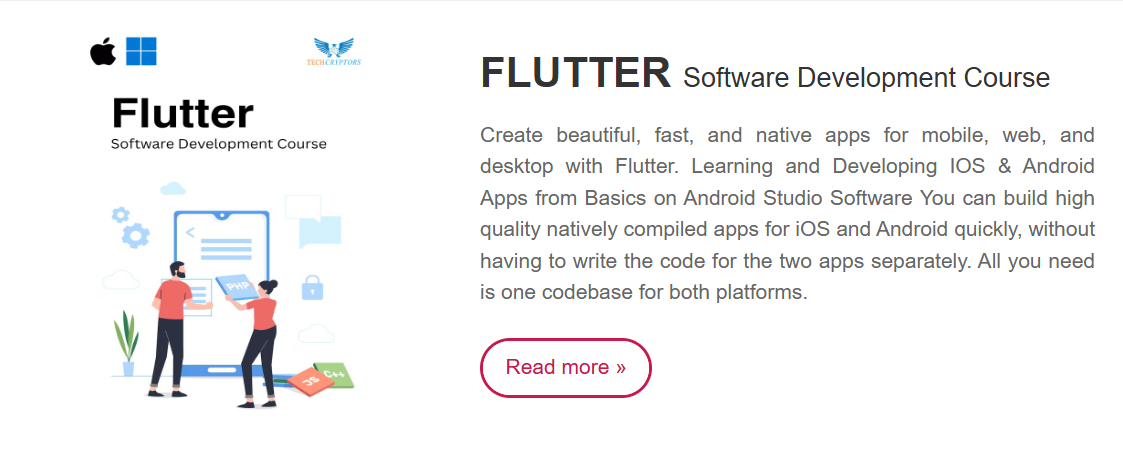 TECHCRYPTORS
Flutter
Software Development Course
PHP
JS
C++
FLUTTER Software Development Course
Create beautiful, fast, and native apps for mobile, web, and
desktop with Flutter. Learning and Developing IOS & Android
Apps from Basics on Android Studio Software You can build high
quality natively compiled apps for iOS and Android quickly, without
having to write the code for the two apps separately. All you need
is one codebase for both platforms.
Read more »